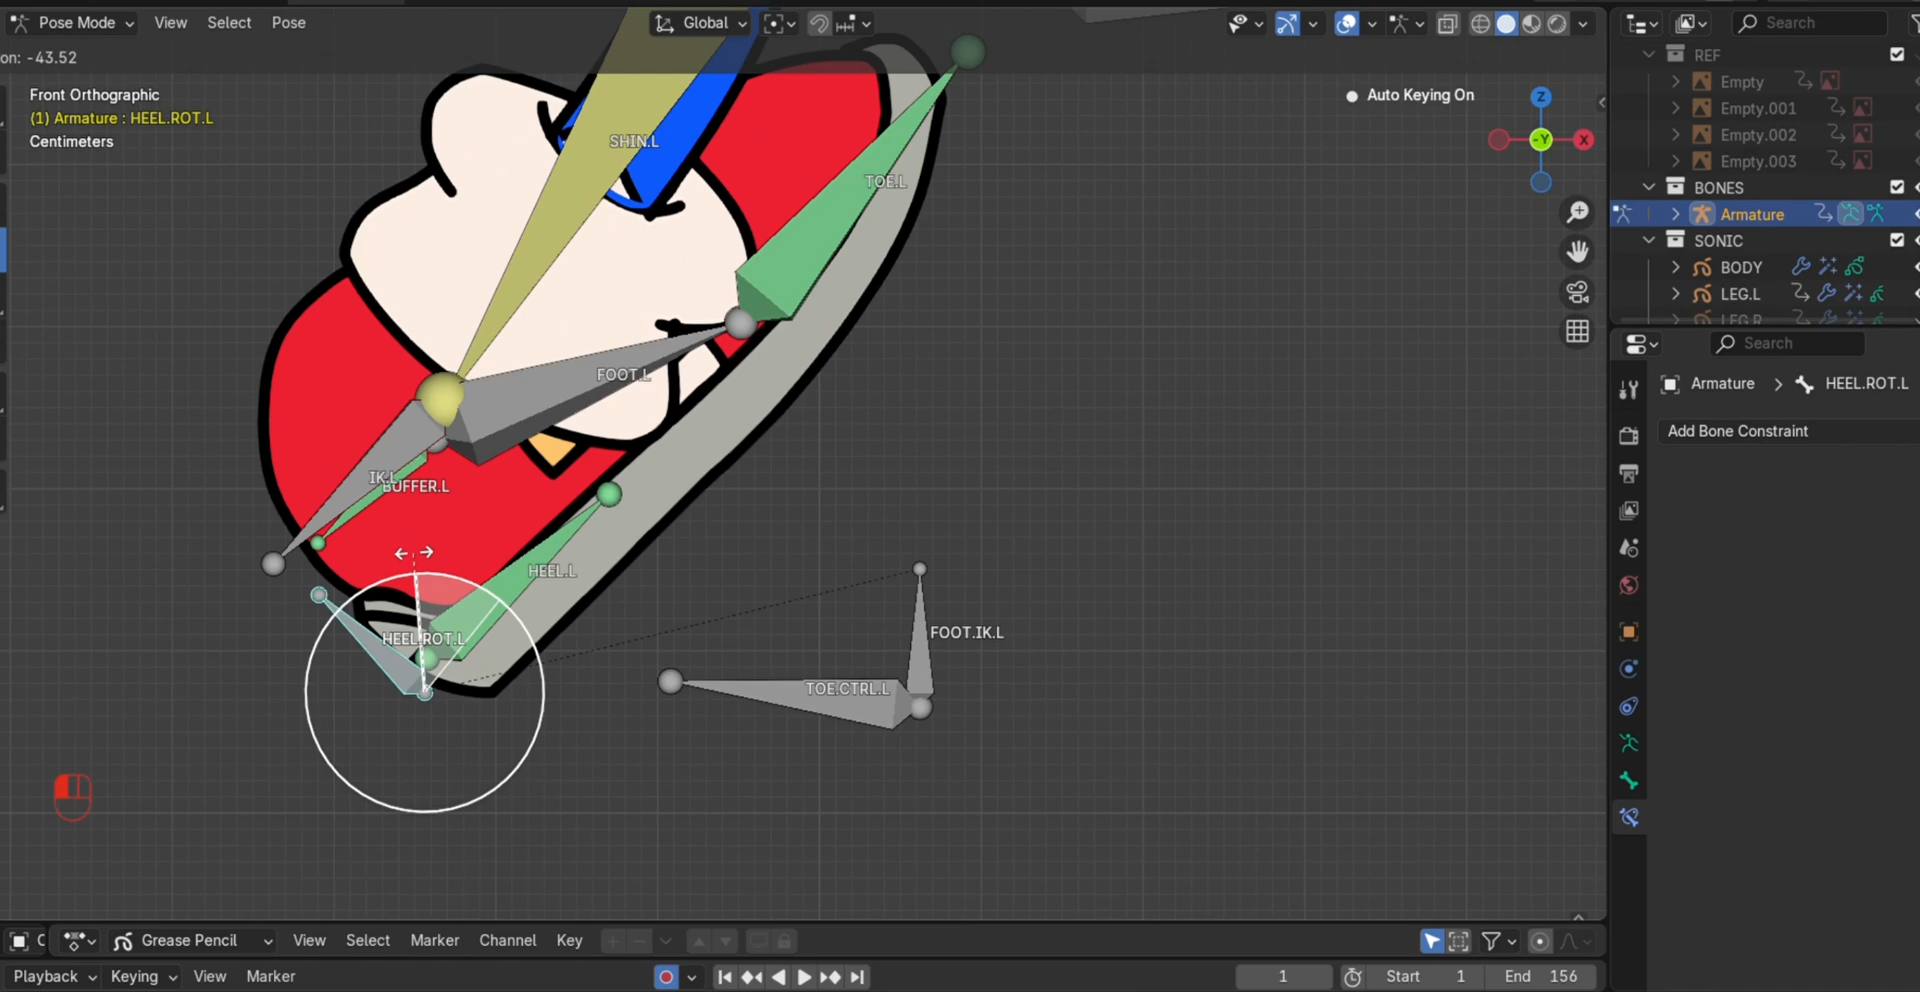 Pose Mode View Select Pose Global Search
on: -43.52
REF
Front Orthographic
(1) Armature : HEEL.ROT.L
Centimeters
Auto Keying On
Z
-Y
X
Empty
Empty.001
Empty.002
Empty.003
BONES
Armature
SONIC
BODY
LEG.L
LEG.R
SHIN.L
TOE.L
FOOT.L
IK.L
BUFFER.L
HEEL.L
HEEL.ROT.L
FOOT.IK.L
TOE.CTRL.L
Search
Armature > HEEL.ROT.L
Add Bone Constraint
C Grease Pencil View Select Marker Channel Key
Playback Keying View Marker 1 Start 1 End 156